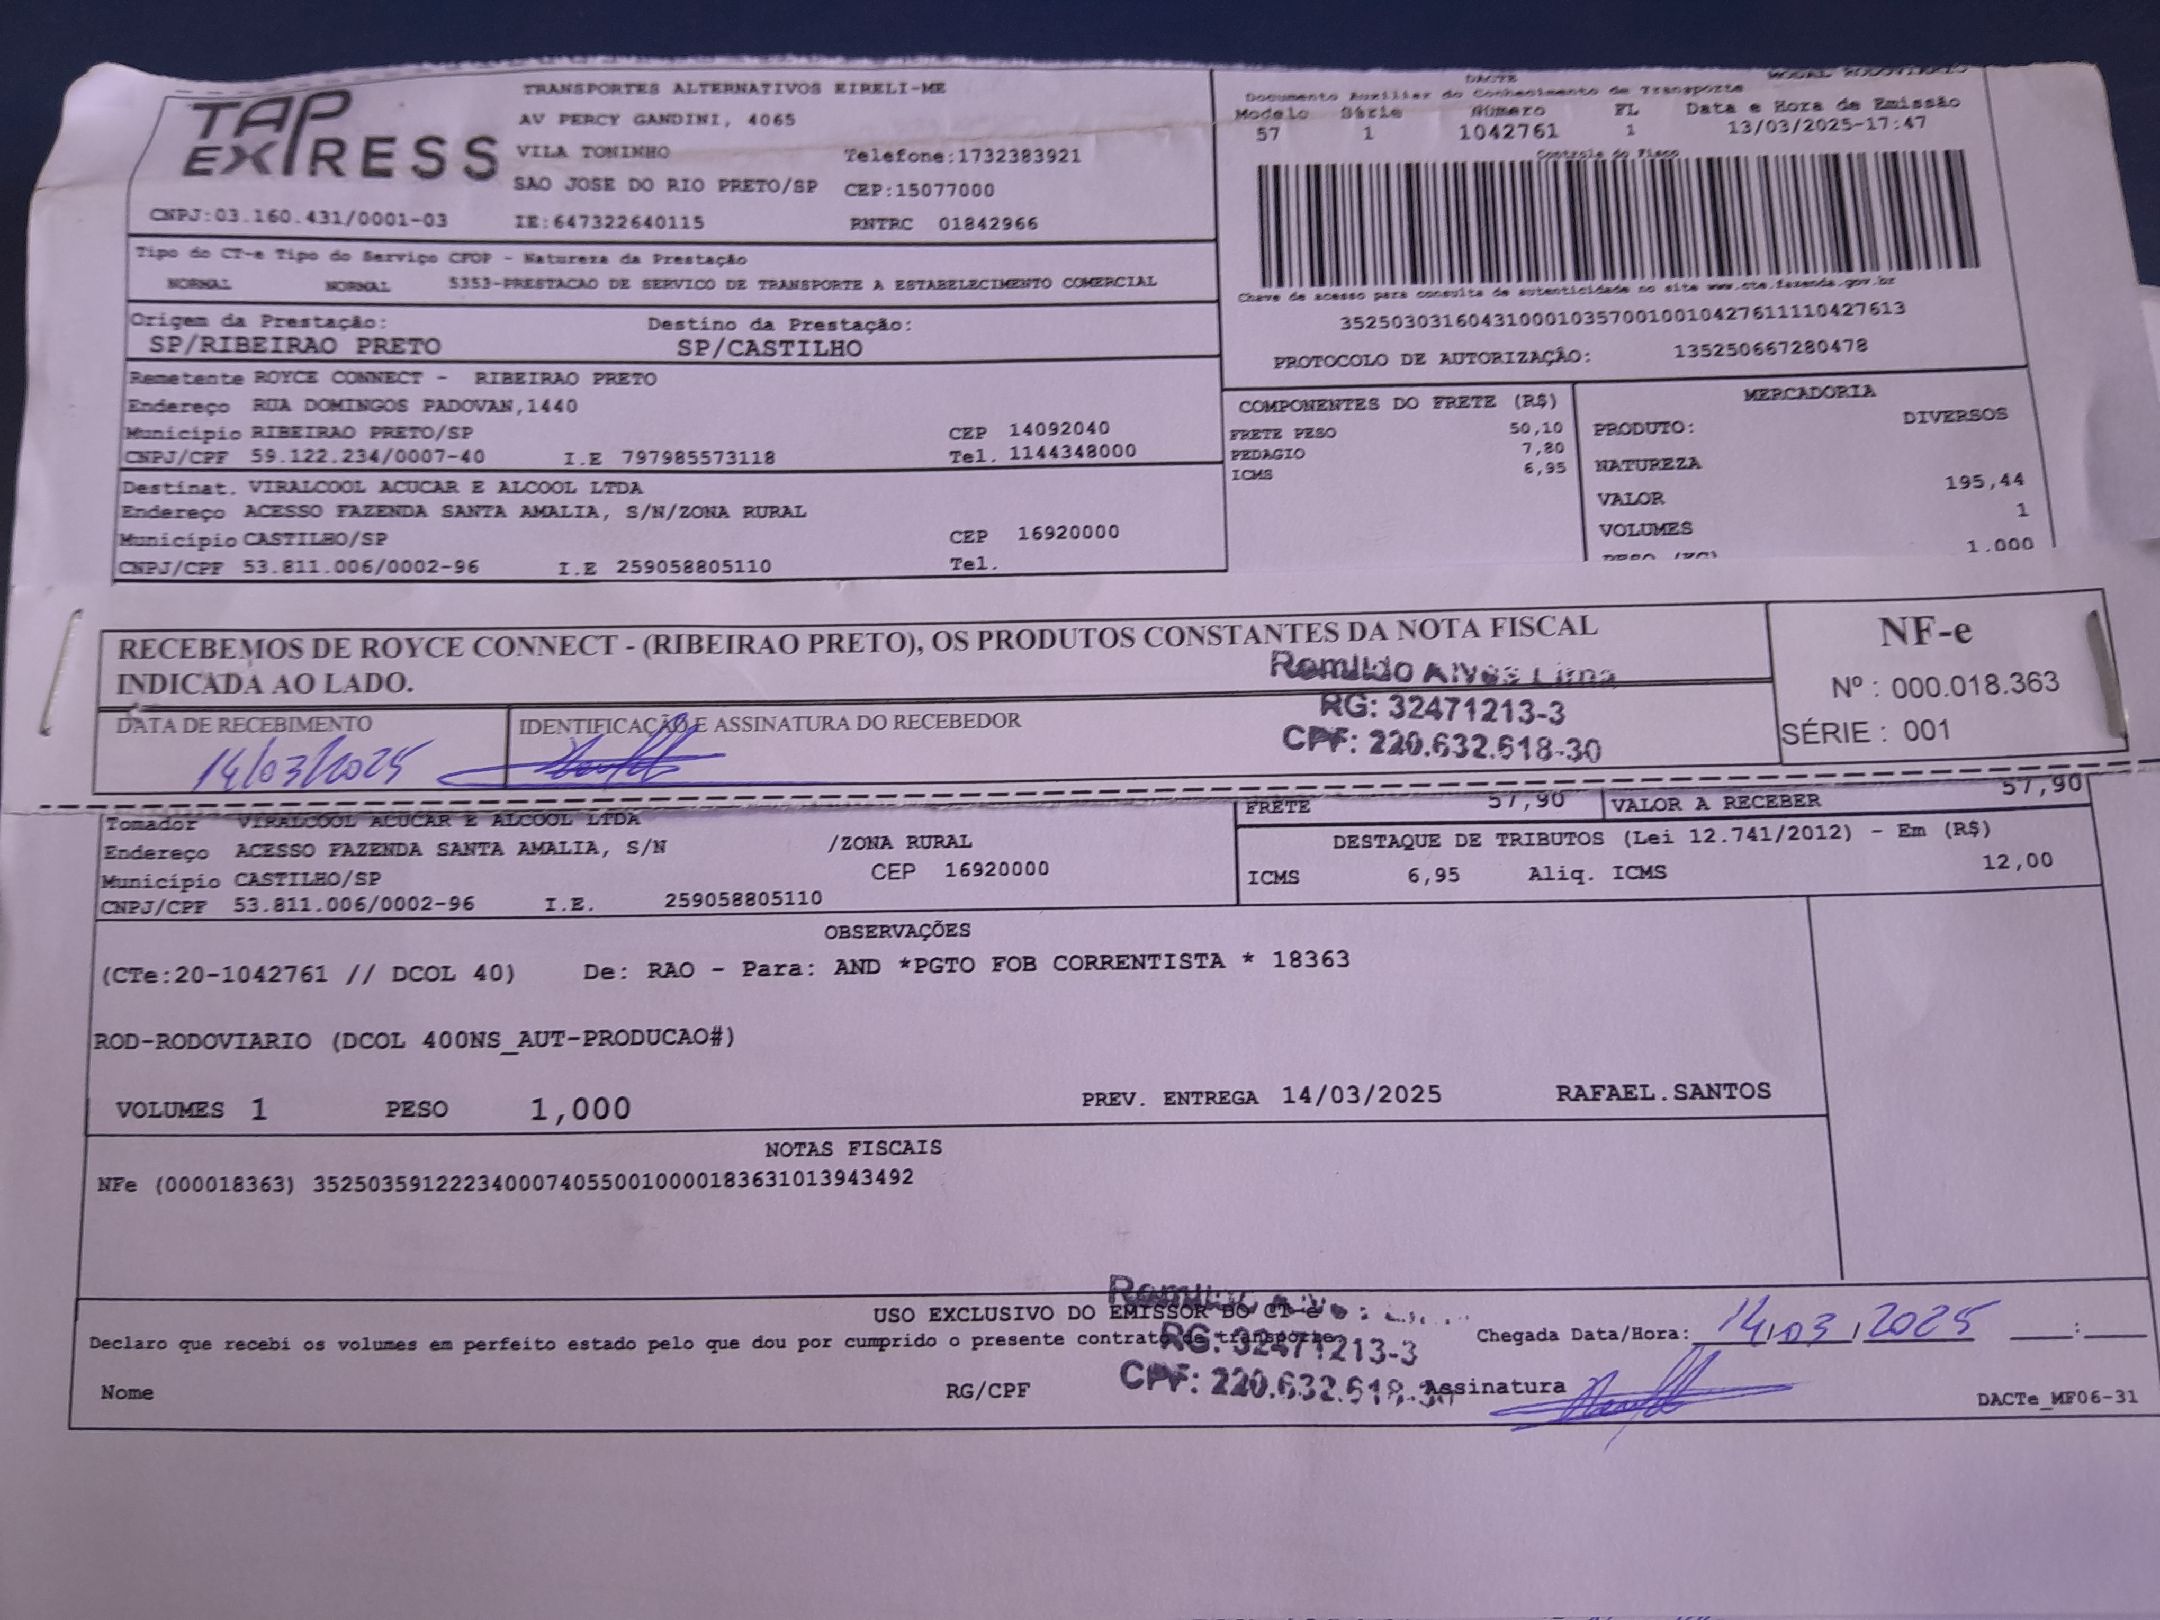 TAP EXPRESS
TRANSPORTES ALTERNATIVOS EIRELI-ME
AV PERCY GANDINI, 4065
VILA TONINHO Telefone:1732383921
SAO JOSE DO RIO PRETO/SP CEP:15077000
CNPJ:03.160.431/0001-03 IE:647322640115 RNTRC 01842966
DACTE MODAL RODOVIARIO
Documento Auxiliar do Conhecimento de Transporte
Modelo Série Número FL Data e Hora de Emissão
57 1 1042761 1 13/03/2025-17:47
Controle do Fisco
Chave de acesso para consulta de autenticidade no site www.cte.fazenda.gov.br
35250303160431000103570010010427611110427613
PROTOCOLO DE AUTORIZAÇÃO: 135250667280478
Tipo do CT-e Tipo do Serviço CFOP - Natureza da Prestação
NORMAL NORMAL 5353-PRESTACAO DE SERVICO DE TRANSPORTE A ESTABELECIMENTO COMERCIAL
Origem da Prestação: Destino da Prestação:
SP/RIBEIRAO PRETO SP/CASTILHO
Remetente ROYCE CONNECT - RIBEIRAO PRETO
Endereço RUA DOMINGOS PADOVAN,1440
Município RIBEIRAO PRETO/SP CEP 14092040
CNPJ/CPF 59.122.234/0007-40 I.E 797985573118 Tel. 1144348000
Destinat. VIRALCOOL ACUCAR E ALCOOL LTDA
Endereço ACESSO FAZENDA SANTA AMALIA, S/N/ZONA RURAL
Município CASTILHO/SP CEP 16920000
CNPJ/CPF 53.811.006/0002-96 I.E 259058805110 Tel.
COMPONENTES DO FRETE (R$)
FRETE PESO 50,10
PEDAGIO 7,80
ICMS 6,95
MERCADORIA
PRODUTO: DIVERSOS
NATUREZA
VALOR 195,44
VOLUMES 1
PESO (KG) 1.000
RECEBEMOS DE ROYCE CONNECT - (RIBEIRAO PRETO), OS PRODUTOS CONSTANTES DA NOTA FISCAL
INDICADA AO LADO.
DATA DE RECEBIMENTO IDENTIFICAÇÃO E ASSINATURA DO RECEBEDOR
14/03/2025
Romildo Alves Lima
RG: 32471213-3
CPF: 220.632.618-30
NF-e
Nº : 000.018.363
SÉRIE : 001
Tomador VIRALCOOL ACUCAR E ALCOOL LTDA
Endereço ACESSO FAZENDA SANTA AMALIA, S/N /ZONA RURAL
Município CASTILHO/SP CEP 16920000
CNPJ/CPF 53.811.006/0002-96 I.E. 259058805110
FRETE 57,90 VALOR A RECEBER 57,90
DESTAQUE DE TRIBUTOS (Lei 12.741/2012) - Em (R$)
ICMS 6,95 Aliq. ICMS 12,00
OBSERVAÇÕES
(CTe:20-1042761 // DCOL 40) De: RAO - Para: AND *PGTO FOB CORRENTISTA * 18363
ROD-RODOVIARIO (DCOL 400NS_AUT-PRODUCAO#)
VOLUMES 1 PESO 1,000 PREV. ENTREGA 14/03/2025 RAFAEL.SANTOS
NOTAS FISCAIS
NFe (000018363) 35250359122234000740550010000183631013943492
USO EXCLUSIVO DO EMISSOR DO CT-e
Declaro que recebi os volumes em perfeito estado pelo que dou por cumprido o presente contrato de transporte. Chegada Data/Hora: 14/03/2025 __:__
RG: 32471213-3
CPF: 220.632.618-30
Nome RG/CPF Assinatura
DACTe_MF06-31